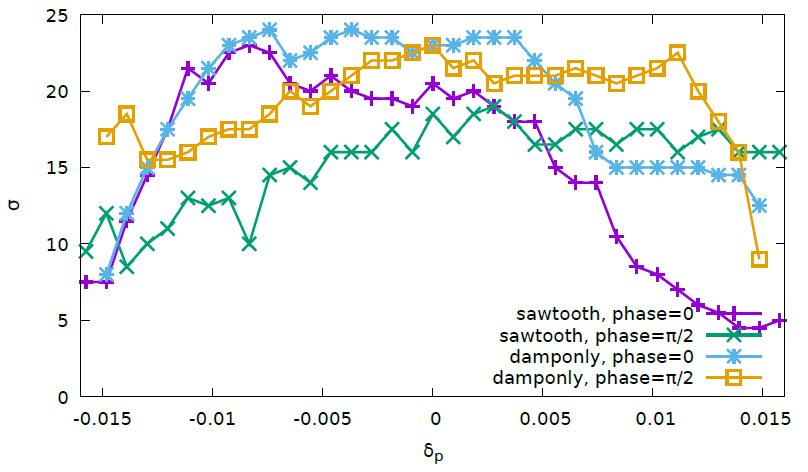 25
20
15
10
5
0
σ
sawtooth, phase=0
sawtooth, phase=π/2
damponly, phase=0
damponly, phase=π/2
-0.015 -0.01 -0.005 0 0.005 0.01 0.015
δp